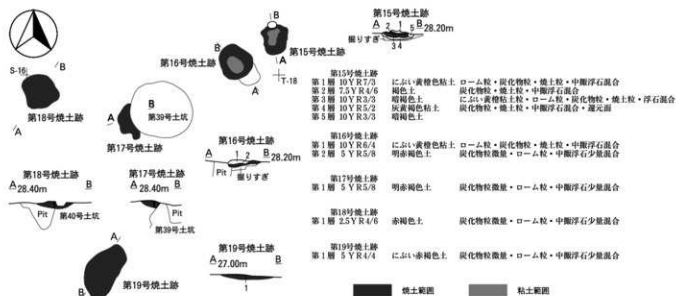 第15号焼土跡
A 2 1 1 5 B 28.20m
掘りすぎ
3 4
B
第15号焼土跡
A
T-18
第16号焼土跡
B
A
S-16
B
第18号焼土跡
A
A
B
第39号土坑
第17号焼土跡
第16号焼土跡
A 1 2 B 28.20m
Pit
掘りすぎ
第18号焼土跡
A 28.40m B
Pit
第40号土坑
第17号焼土跡
A 28.40m B
Pit
第39号土坑
A
B
第19号焼土跡
第19号焼土跡
A B
27.00m
1
第15号焼土跡
第1層 10YR7/3 にぶい黄橙色粘土 ローム粒・炭化物粒・焼土粒・中掫浮石混合
第2層 7.5YR4/6 褐色土 炭化物粒・焼土粒・中掫浮石混合
第3層 10YR3/3 暗褐色土 にぶい黄橙粘土粒・ローム粒・炭化物粒・焼土粒・浮石混合
第4層 10YR5/2 灰黄褐色粘土 炭化物粒・焼土粒・中掫浮石混合・還元面
第5層 10YR3/3 暗褐色土
第16号焼土跡
第1層 10YR6/4 にぶい黄橙色粘土 ローム粒・炭化物粒・焼土粒・中掫浮石混合
第2層 5YR5/8 明赤褐色土 炭化物粒微量・ローム粒・中掫浮石少量混合
第17号焼土跡
第1層 5YR5/8 明赤褐色土 炭化物粒微量・ローム粒・中掫浮石少量混合
第18号焼土跡
第1層 2.5YR4/6 赤褐色土 炭化物粒微量・ローム粒・中掫浮石少量混合
第19号焼土跡
第1層 5YR4/4 にぶい赤褐色土 炭化物粒微量・ローム粒・中掫浮石少量混合
焼土範囲
粘土範囲